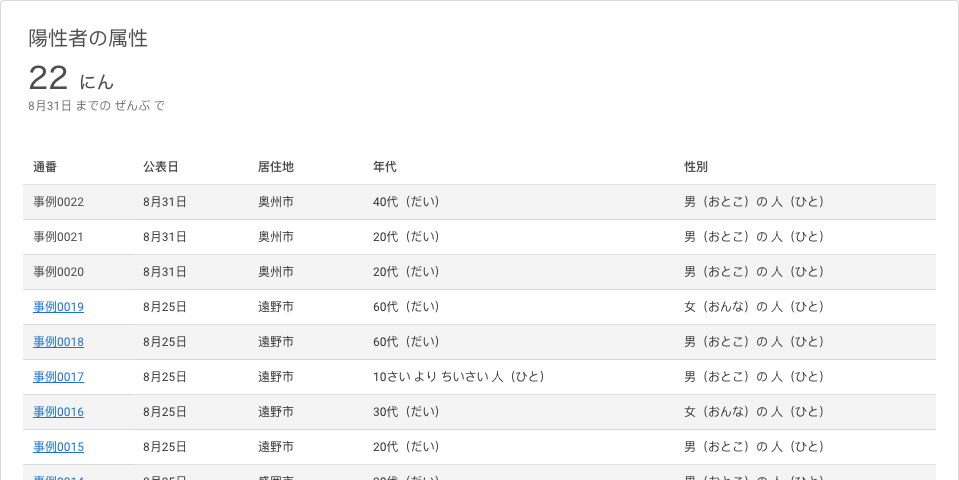 陽性者の属性
22 にん
8月31日 までの ぜんぶ で
通番 公表日 居住地 年代 性別
事例0022 8月31日 奥州市 40代（だい） 男（おとこ）の 人（ひと）
事例0021 8月31日 奥州市 20代（だい） 男（おとこ）の 人（ひと）
事例0020 8月31日 奥州市 20代（だい） 男（おとこ）の 人（ひと）
事例0019 8月25日 遠野市 60代（だい） 女（おんな）の 人（ひと）
事例0018 8月25日 遠野市 60代（だい） 男（おとこ）の 人（ひと）
事例0017 8月25日 遠野市 10さい より ちいさい 人（ひと） 男（おとこ）の 人（ひと）
事例0016 8月25日 遠野市 30代（だい） 女（おんな）の 人（ひと）
事例0015 8月25日 遠野市 20代（だい） 男（おとこ）の 人（ひと）